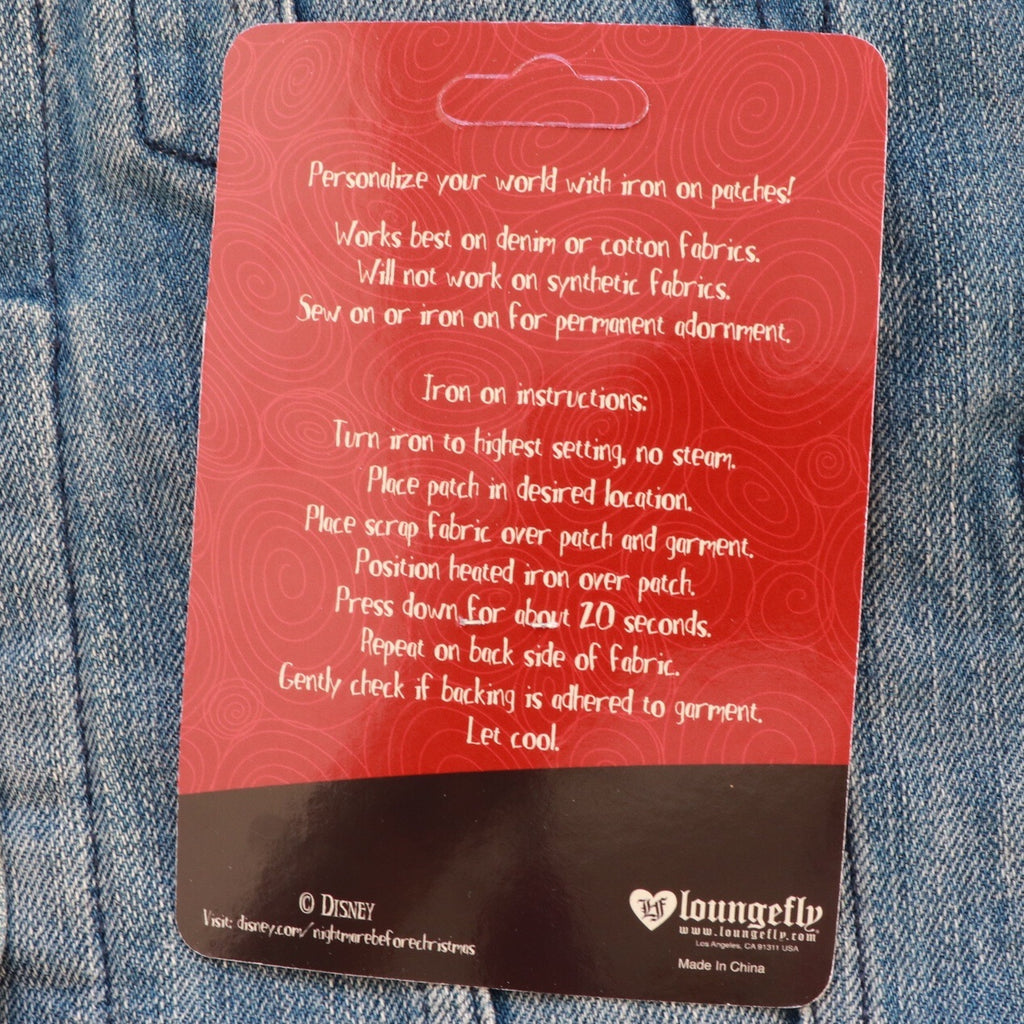 Personalize your world with iron on patches!
Works best on denim or cotton fabrics.
Will not work on synthetic fabrics.
Sew on or iron on for permanent adornment.
Iron on instructions:
Turn iron to highest setting, no steam.
Place patch in desired location.
Place scrap fabric over patch and garment.
Position heated iron over patch.
Press down for about 20 seconds.
Repeat on back side of fabric.
Gently check if backing is adhered to garment.
Let cool.
© DISNEY
Visit: disney.com/nightmarebeforechristmas
LF loungefly
www.loungefly.com
Los Angeles, CA 91311 USA
Made In China